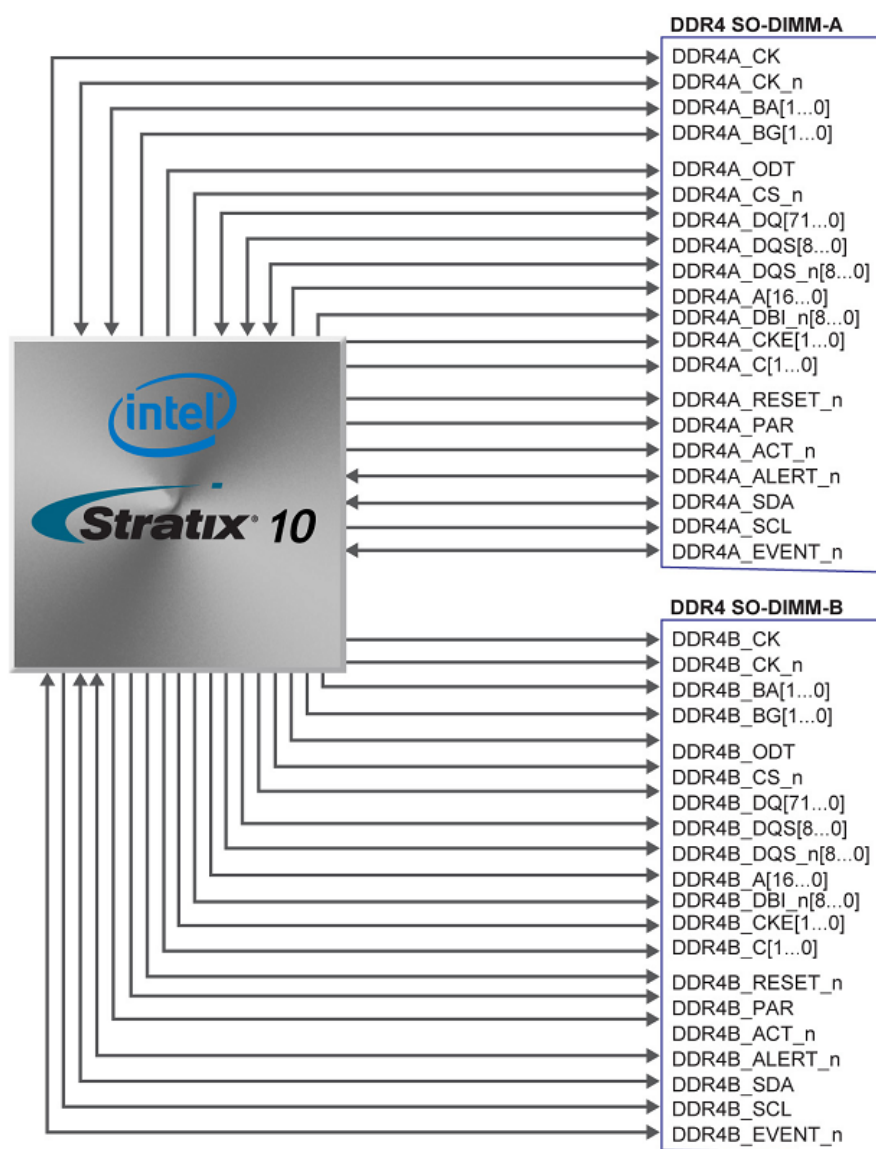 DDR4 SO-DIMM-A
DDR4A_CK
DDR4A_CK_n
DDR4A_BA[1...0]
DDR4A_BG[1...0]
DDR4A_ODT
DDR4A_CS_n
DDR4A_DQ[71...0]
DDR4A_DQS[8...0]
DDR4A_DQS_n[8...0]
DDR4A_A[16...0]
DDR4A_DBI_n[8...0]
DDR4A_CKE[1...0]
DDR4A_C[1...0]
DDR4A_RESET_n
DDR4A_PAR
DDR4A_ACT_n
DDR4A_ALERT_n
DDR4A_SDA
DDR4A_SCL
DDR4A_EVENT_n
intel®
Stratix® 10
DDR4 SO-DIMM-B
DDR4B_CK
DDR4B_CK_n
DDR4B_BA[1...0]
DDR4B_BG[1...0]
DDR4B_ODT
DDR4B_CS_n
DDR4B_DQ[71...0]
DDR4B_DQS[8...0]
DDR4B_DQS_n[8...0]
DDR4B_A[16...0]
DDR4B_DBI_n[8...0]
DDR4B_CKE[1...0]
DDR4B_C[1...0]
DDR4B_RESET_n
DDR4B_PAR
DDR4B_ACT_n
DDR4B_ALERT_n
DDR4B_SDA
DDR4B_SCL
DDR4B_EVENT_n